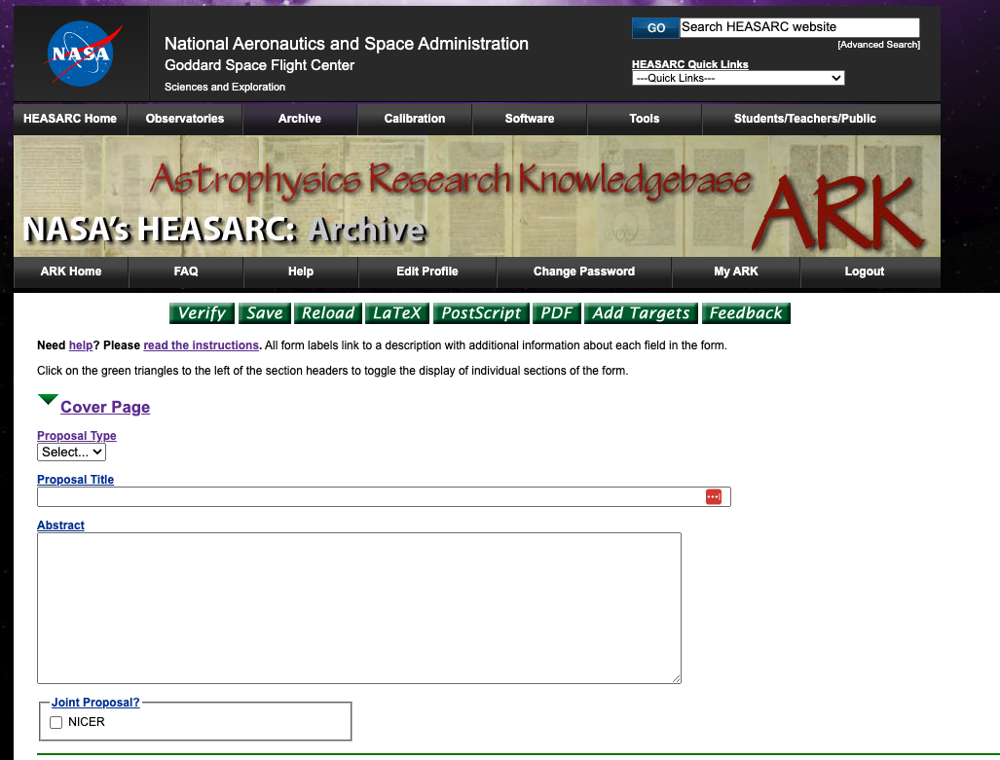 NASA
National Aeronautics and Space Administration
Goddard Space Flight Center
Sciences and Exploration
GO Search HEASARC website
[Advanced Search]
HEASARC Quick Links
---Quick Links---
HEASARC Home Observatories Archive Calibration Software Tools Students/Teachers/Public
Astrophysics Research Knowledgebase ARK
NASA's HEASARC: Archive
ARK Home FAQ Help Edit Profile Change Password My ARK Logout
Verify Save Reload LaTeX PostScript PDF Add Targets Feedback
Need help? Please read the instructions. All form labels link to a description with additional information about each field in the form.
Click on the green triangles to the left of the section headers to toggle the display of individual sections of the form.
Cover Page
Proposal Type
Select...
Proposal Title
Abstract
Joint Proposal?
NICER